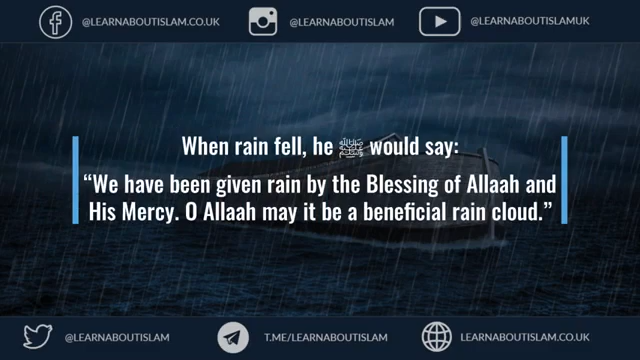 @LEARNABOUTISLAM.CO.UK
@LEARNABOUTISLAM
@LEARNABOUTISLAMUK
When rain fell, he ﷺ would say:
“We have been given rain by the Blessing of Allaah and
His Mercy. O Allaah may it be a beneficial rain cloud.”
@LEARNABOUTISLAM
T.ME/LEARNABOUTISLAM
LEARNABOUTISLAM.CO.UK